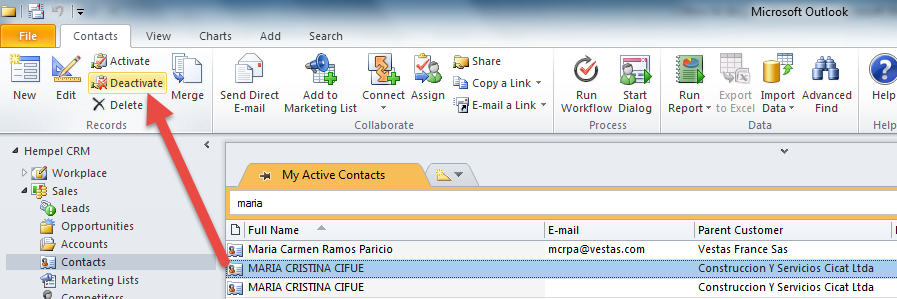 Microsoft Outlook
File Contacts View Charts Add Search
New
Edit
Activate
Deactivate
Delete
Merge
Records
Send Direct E-mail
Add to Marketing List
Connect
Assign
Share
Copy a Link
E-mail a Link
Collaborate
Run Workflow
Start Dialog
Process
Run Report
Export to Excel
Import Data
Advanced Find
Data
Help
Help
Hempel CRM
Workplace
Sales
Leads
Opportunities
Accounts
Contacts
Marketing Lists
Competitors
My Active Contacts
maria
Full Name E-mail Parent Customer
Maria Carmen Ramos Paricio mcrpa@vestas.com Vestas France Sas
MARIA CRISTINA CIFUE Construccion Y Servicios Cicat Ltda
MARIA CRISTINA CIFUE Construccion Y Servicios Cicat Ltda